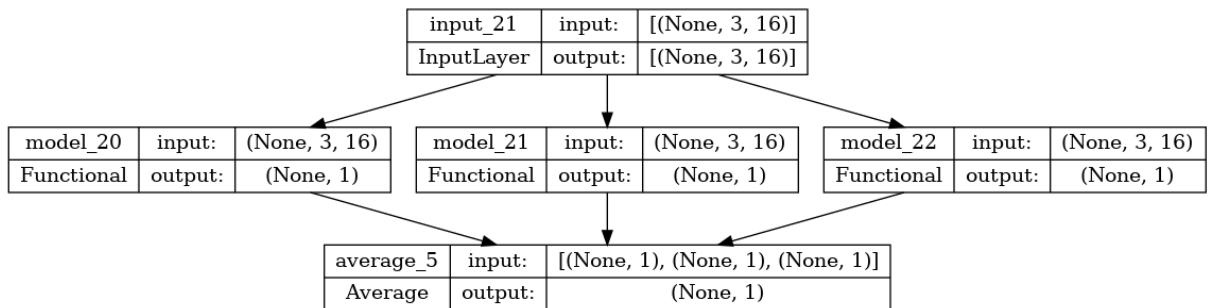 input_21 input: [(None, 3, 16)]
InputLayer output: [(None, 3, 16)]
model_20 input: (None, 3, 16) model_21 input: (None, 3, 16) model_22 input: (None, 3, 16)
Functional output: (None, 1) Functional output: (None, 1) Functional output: (None, 1)
average_5 input: [(None, 1), (None, 1), (None, 1)]
Average output: (None, 1)